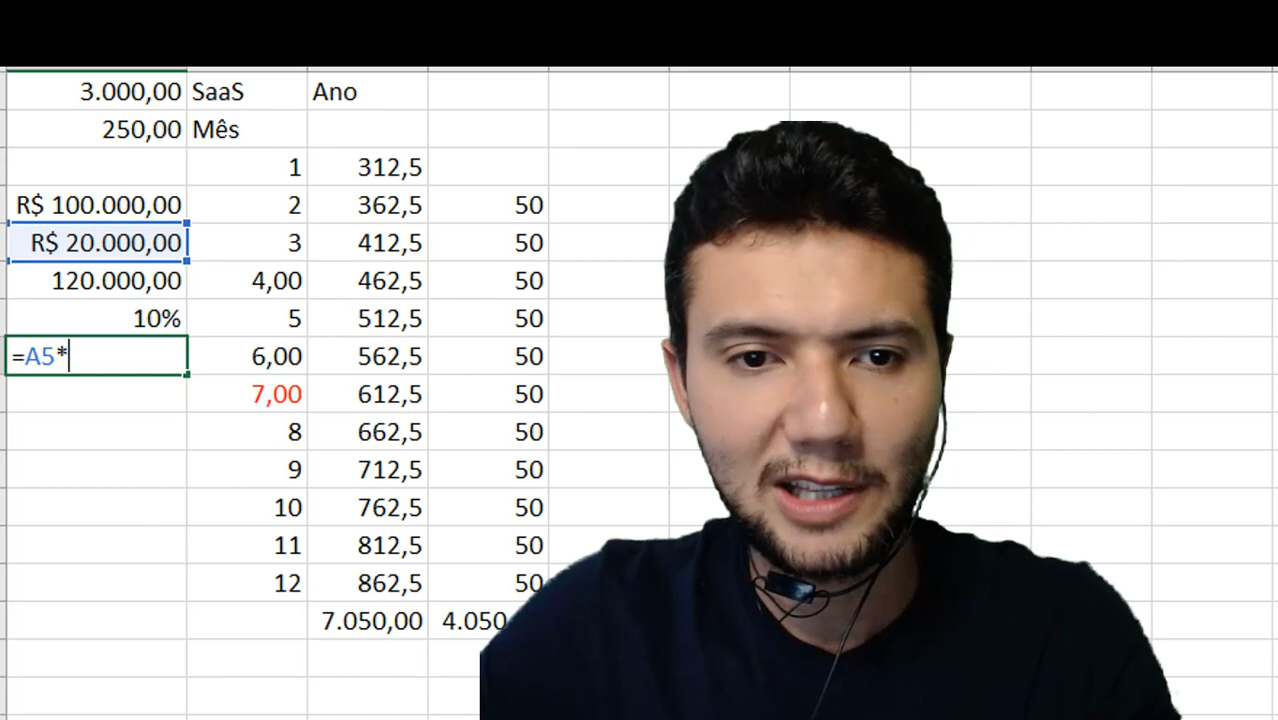 3.000,00 SaaS Ano
250,00 Mês
1 312,5
R$ 100.000,00 2 362,5 50
R$ 20.000,00 3 412,5 50
120.000,00 4,00 462,5 50
10% 5 512,5 50
=A5* 6,00 562,5 50
7,00 612,5 50
8 662,5 50
9 712,5 50
10 762,5 50
11 812,5 50
12 862,5 50
7.050,00 4.050